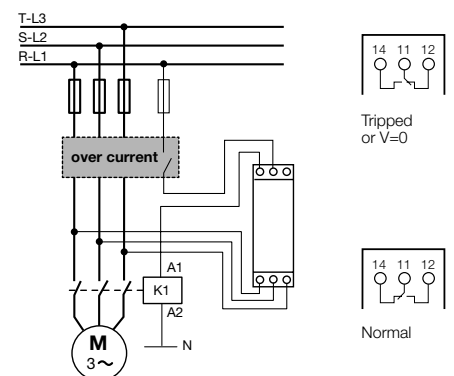 T-L3
S-L2
R-L1
over current
A1
K1
A2
N
M
3~
14 11 12
Tripped
or V=0
14 11 12
Normal